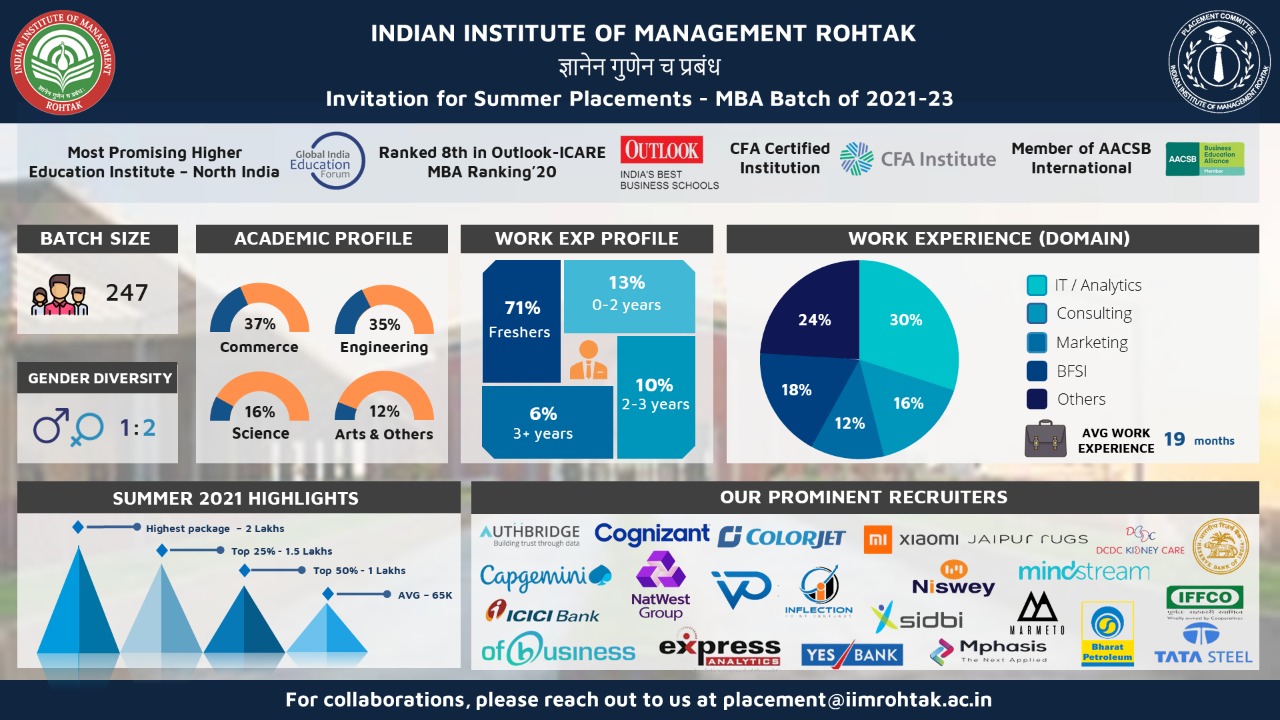 INDIAN INSTITUTE OF MANAGEMENT ROHTAK
ज्ञानेन गुणेन च प्रबंध
Invitation for Summer Placements - MBA Batch of 2021-23
INDIAN INSTITUTE OF MANAGEMENT
ROHTAK
PLACEMENT COMMITTEE
INDIAN INSTITUTE OF MANAGEMENT ROHTAK
Most Promising Higher
Education Institute – North India
Global India
Education
Forum
Ranked 8th in Outlook-ICARE
MBA Ranking'20
OUTLOOK
INDIA'S BEST
BUSINESS SCHOOLS
CFA Certified
Institution
CFA Institute
Member of AACSB
International
AACSB
Business
Education
Alliance
Member
BATCH SIZE
247
GENDER DIVERSITY
1:2
ACADEMIC PROFILE
37%
Commerce
35%
Engineering
16%
Science
12%
Arts & Others
WORK EXP PROFILE
71%
Freshers
13%
0-2 years
10%
2-3 years
6%
3+ years
WORK EXPERIENCE (DOMAIN)
30%
16%
12%
18%
24%
IT / Analytics
Consulting
Marketing
BFSI
Others
AVG WORK
EXPERIENCE
19 months
SUMMER 2021 HIGHLIGHTS
Highest package – 2 Lakhs
Top 25% - 1.5 Lakhs
Top 50% - 1 Lakhs
AVG – 65K
OUR PROMINENT RECRUITERS
AUTHBRIDGE
Building trust through data
Cognizant
COLORJET
mi
xiaomi
JAIPUR RUGS
DCDC
DCDC KIDNEY CARE
Capgemini
NatWest
Group
INFLECTION
Niswey
mindstream
IFFCO
Wholly owned by Cooperatives
ICICI Bank
sidbi
MARMETO
Bharat
Petroleum
TATA STEEL
ofbusiness
express
ANALYTICS
YES BANK
Mphasis
The Next Applied
For collaborations, please reach out to us at placement@iimrohtak.ac.in